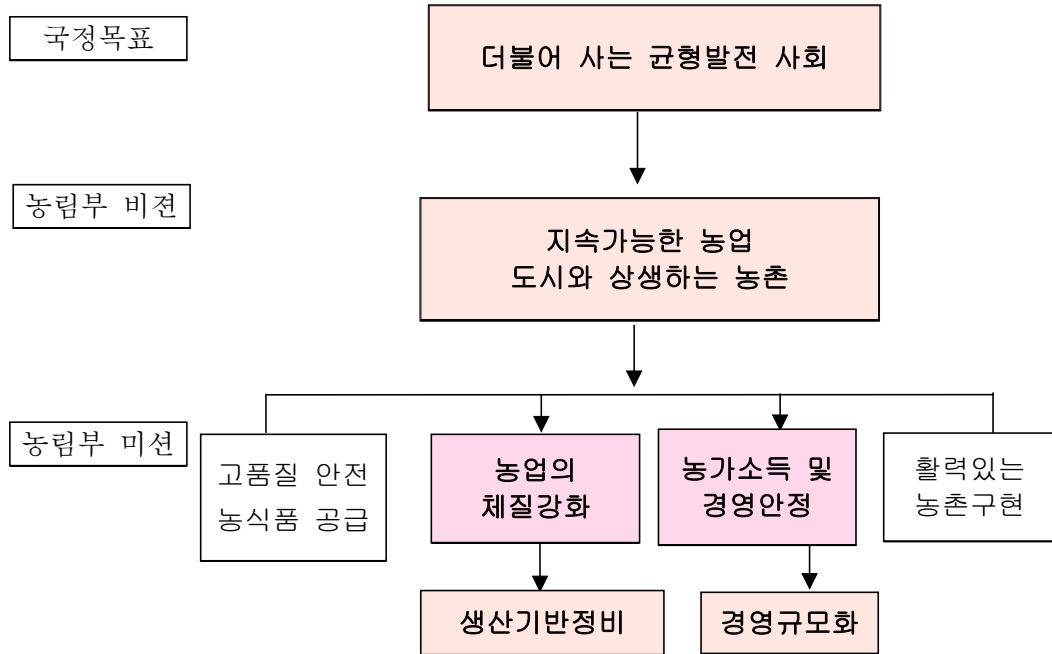 국정목표
더불어 사는 균형발전 사회
농림부 비젼
지속가능한 농업
도시와 상생하는 농촌
농림부 미션
고품질 안전
농식품 공급
농업의
체질강화
농가소득 및
경영안정
활력있는
농촌구현
생산기반정비
경영규모화